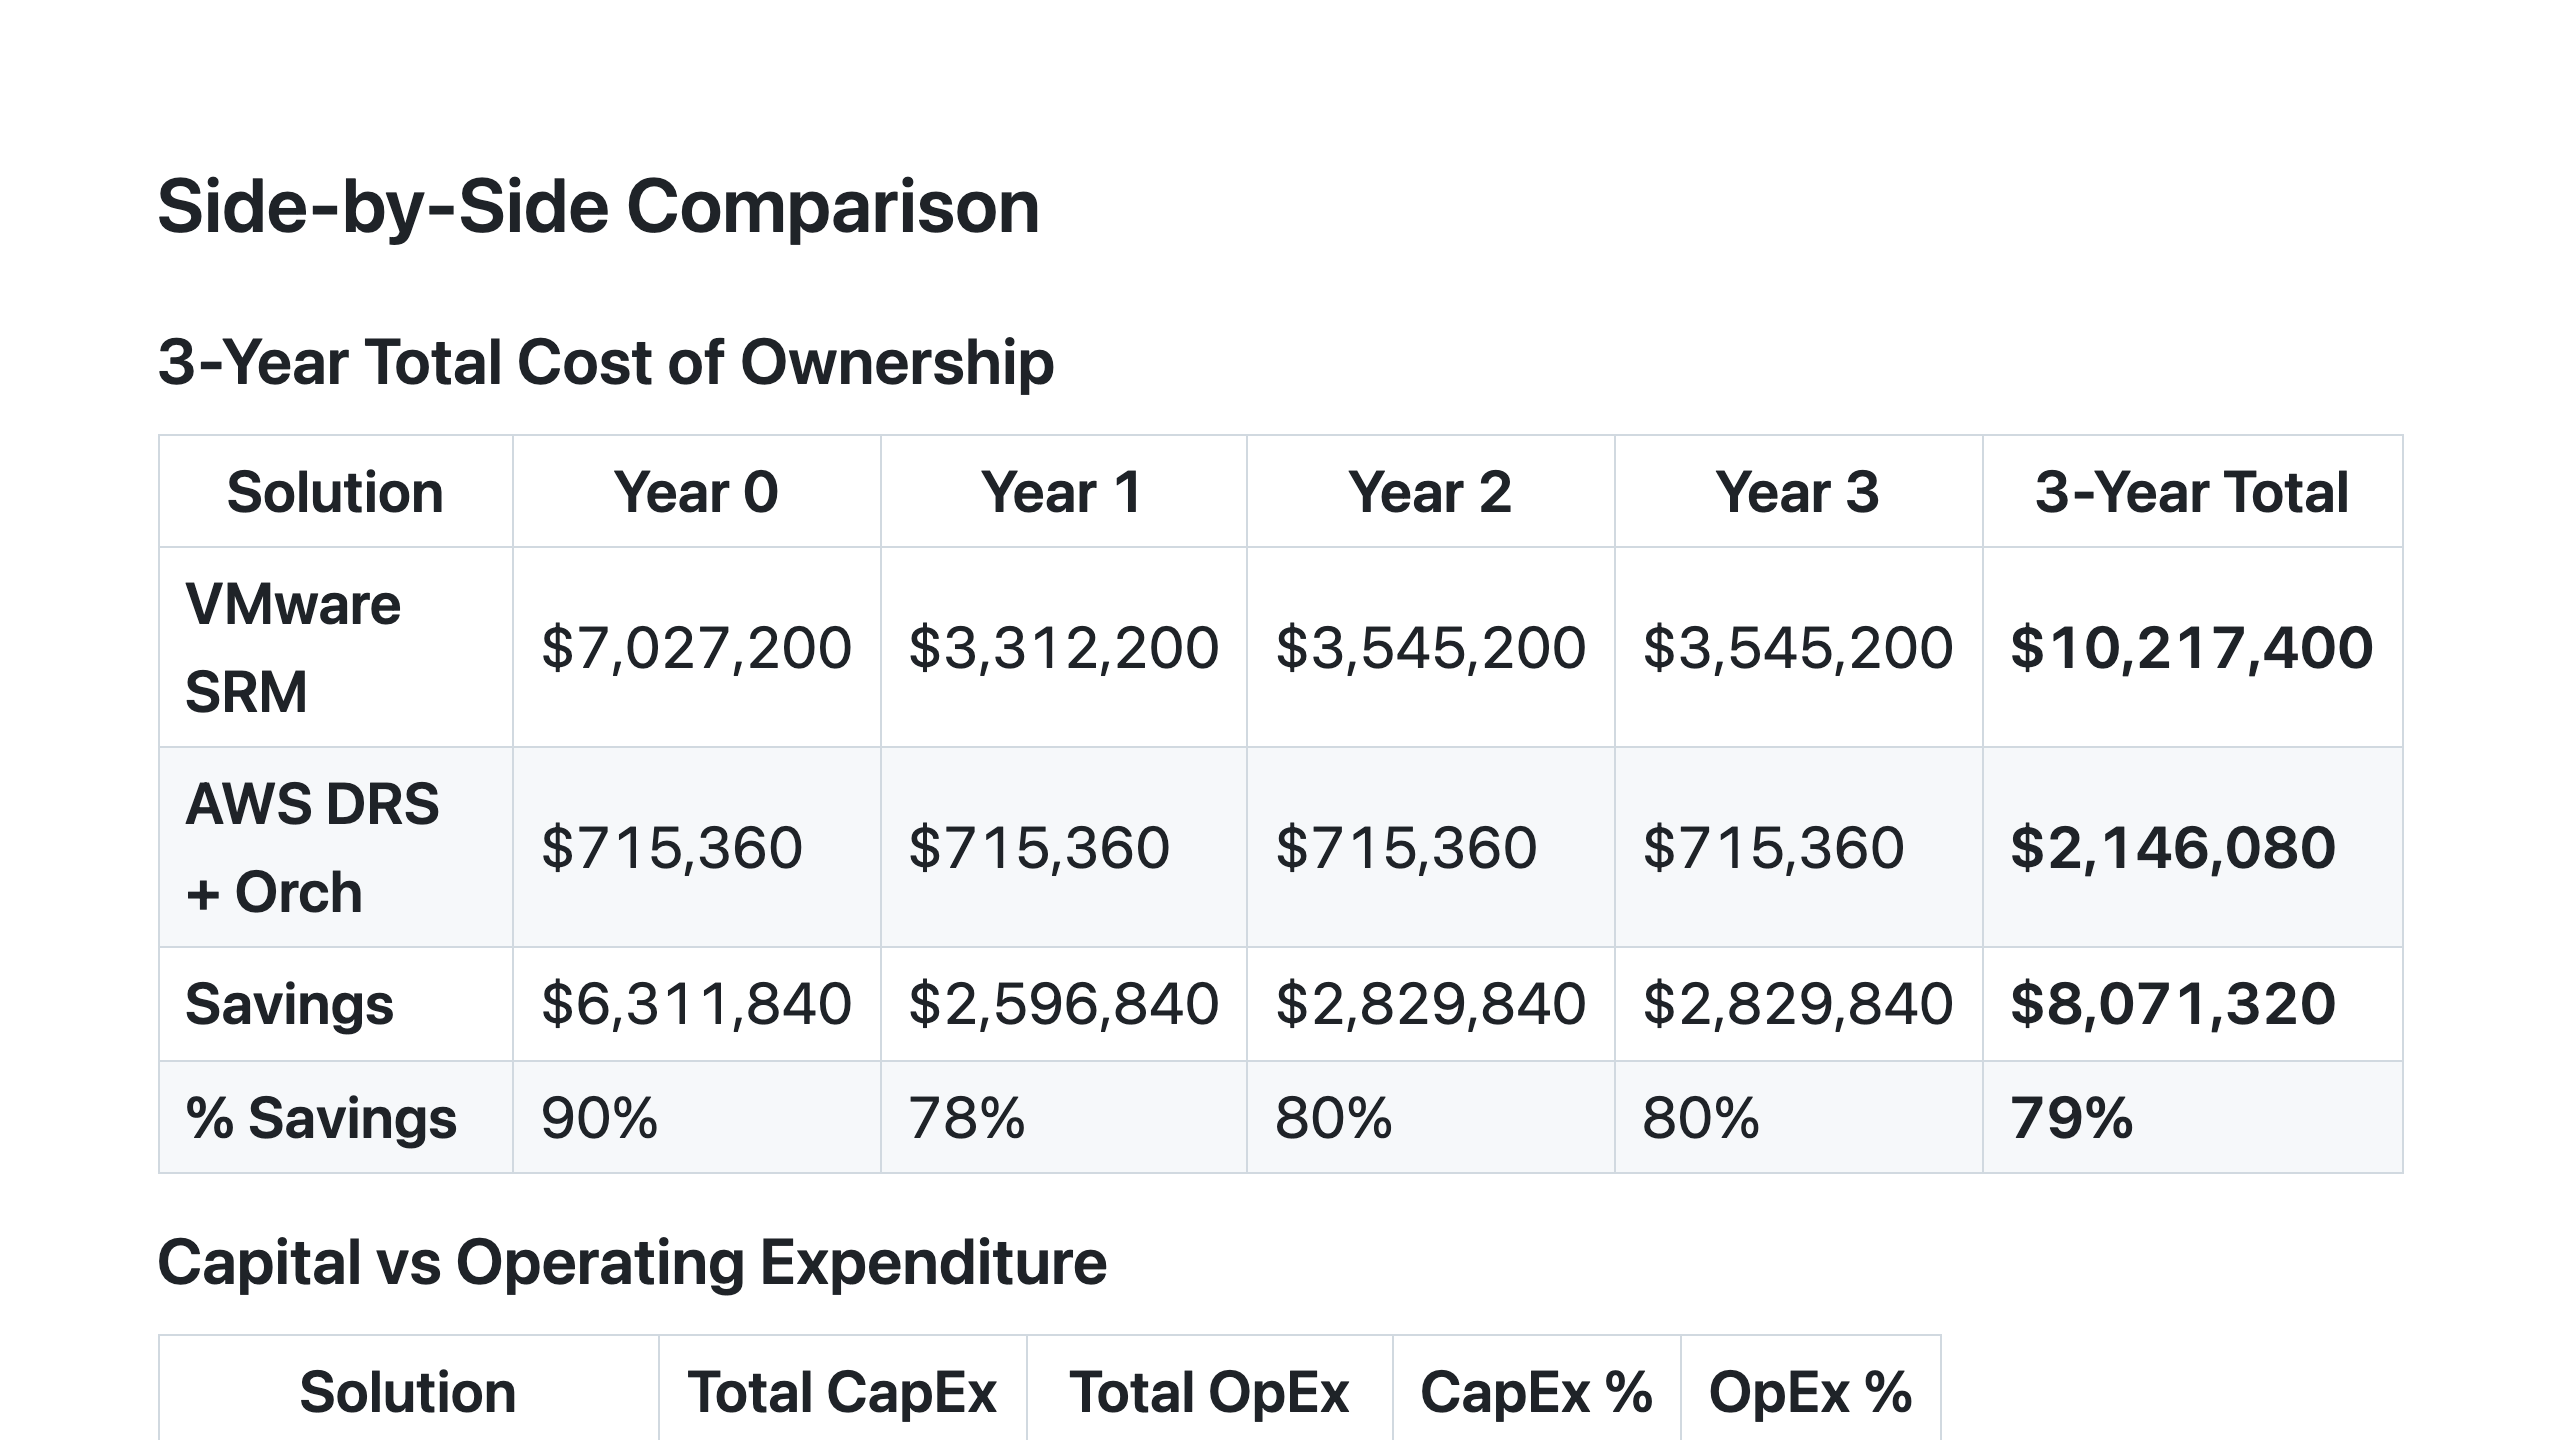 Side-by-Side Comparison
3-Year Total Cost of Ownership
Solution Year 0 Year 1 Year 2 Year 3 3-Year Total
VMware
SRM $7,027,200 $3,312,200 $3,545,200 $3,545,200 $10,217,400
AWS DRS
+ Orch $715,360 $715,360 $715,360 $715,360 $2,146,080
Savings $6,311,840 $2,596,840 $2,829,840 $2,829,840 $8,071,320
% Savings 90% 78% 80% 80% 79%
Capital vs Operating Expenditure
Solution Total CapEx Total OpEx CapEx % OpEx %